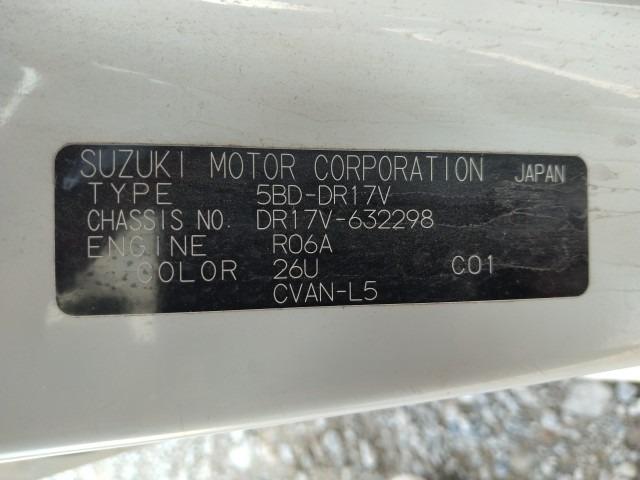 SUZUKI MOTOR CORPORATION JAPAN
TYPE 5BD-DR17V
CHASSIS NO. DR17V-632298
ENGINE R06A
COLOR 26U C01
CVAN-L5